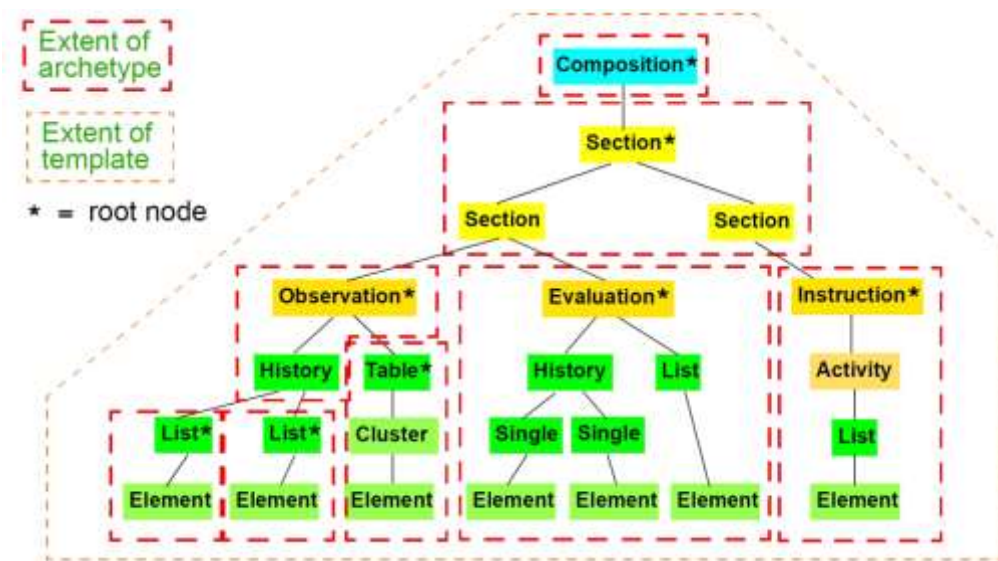 Extent of
archetype
Extent of
template
* = root node
Composition*
Section*
Section
Section
Observation*
Evaluation*
Instruction*
History
Table*
History
List
Activity
List*
List*
Cluster
Single
Single
List
Element
Element
Element
Element
Element
Element
Element